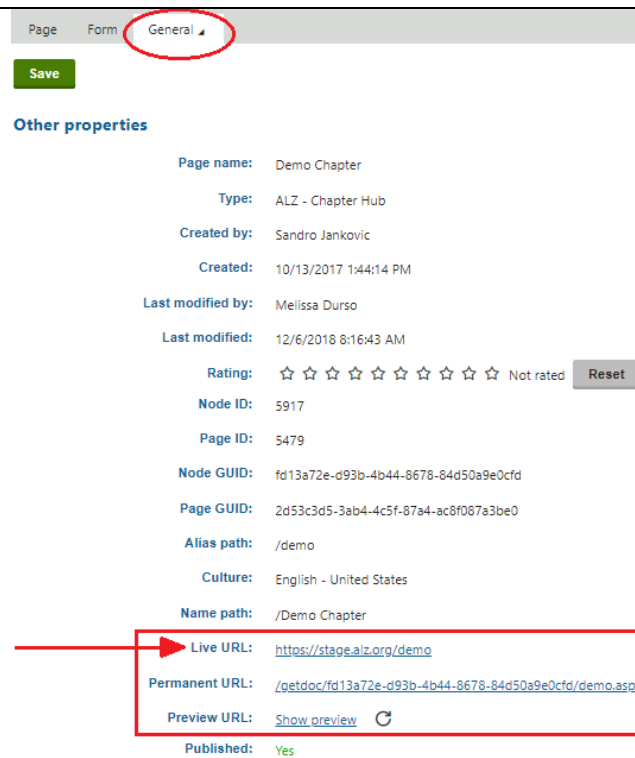 Page Form General
Save
Other properties
Page name: Demo Chapter
Type: ALZ - Chapter Hub
Created by: Sandro Jankovic
Created: 10/13/2017 1:44:14 PM
Last modified by: Melissa Durso
Last modified: 12/6/2018 8:16:43 AM
Rating: Not rated Reset
Node ID: 5917
Page ID: 5479
Node GUID: fd13a72e-d93b-4b44-8678-84d50a9e0cfd
Page GUID: 2d53c3d5-3ab4-4c5f-87a4-ac8f087a3be0
Alias path: /demo
Culture: English - United States
Name path: /Demo Chapter
Live URL: https://stage.alz.org/demo
Permanent URL: /getdoc/fd13a72e-d93b-4b44-8678-84d50a9e0cfd/demo.asp
Preview URL: Show preview
Published: Yes